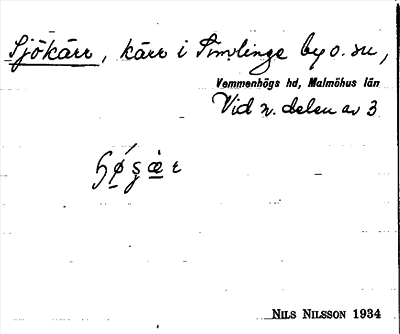 Sjökärr, kärr i Simlinge by o. sn,
Vemmenhögs hd, Malmöhus län
Vid n. delen av 3
NILS NILSSON 1934